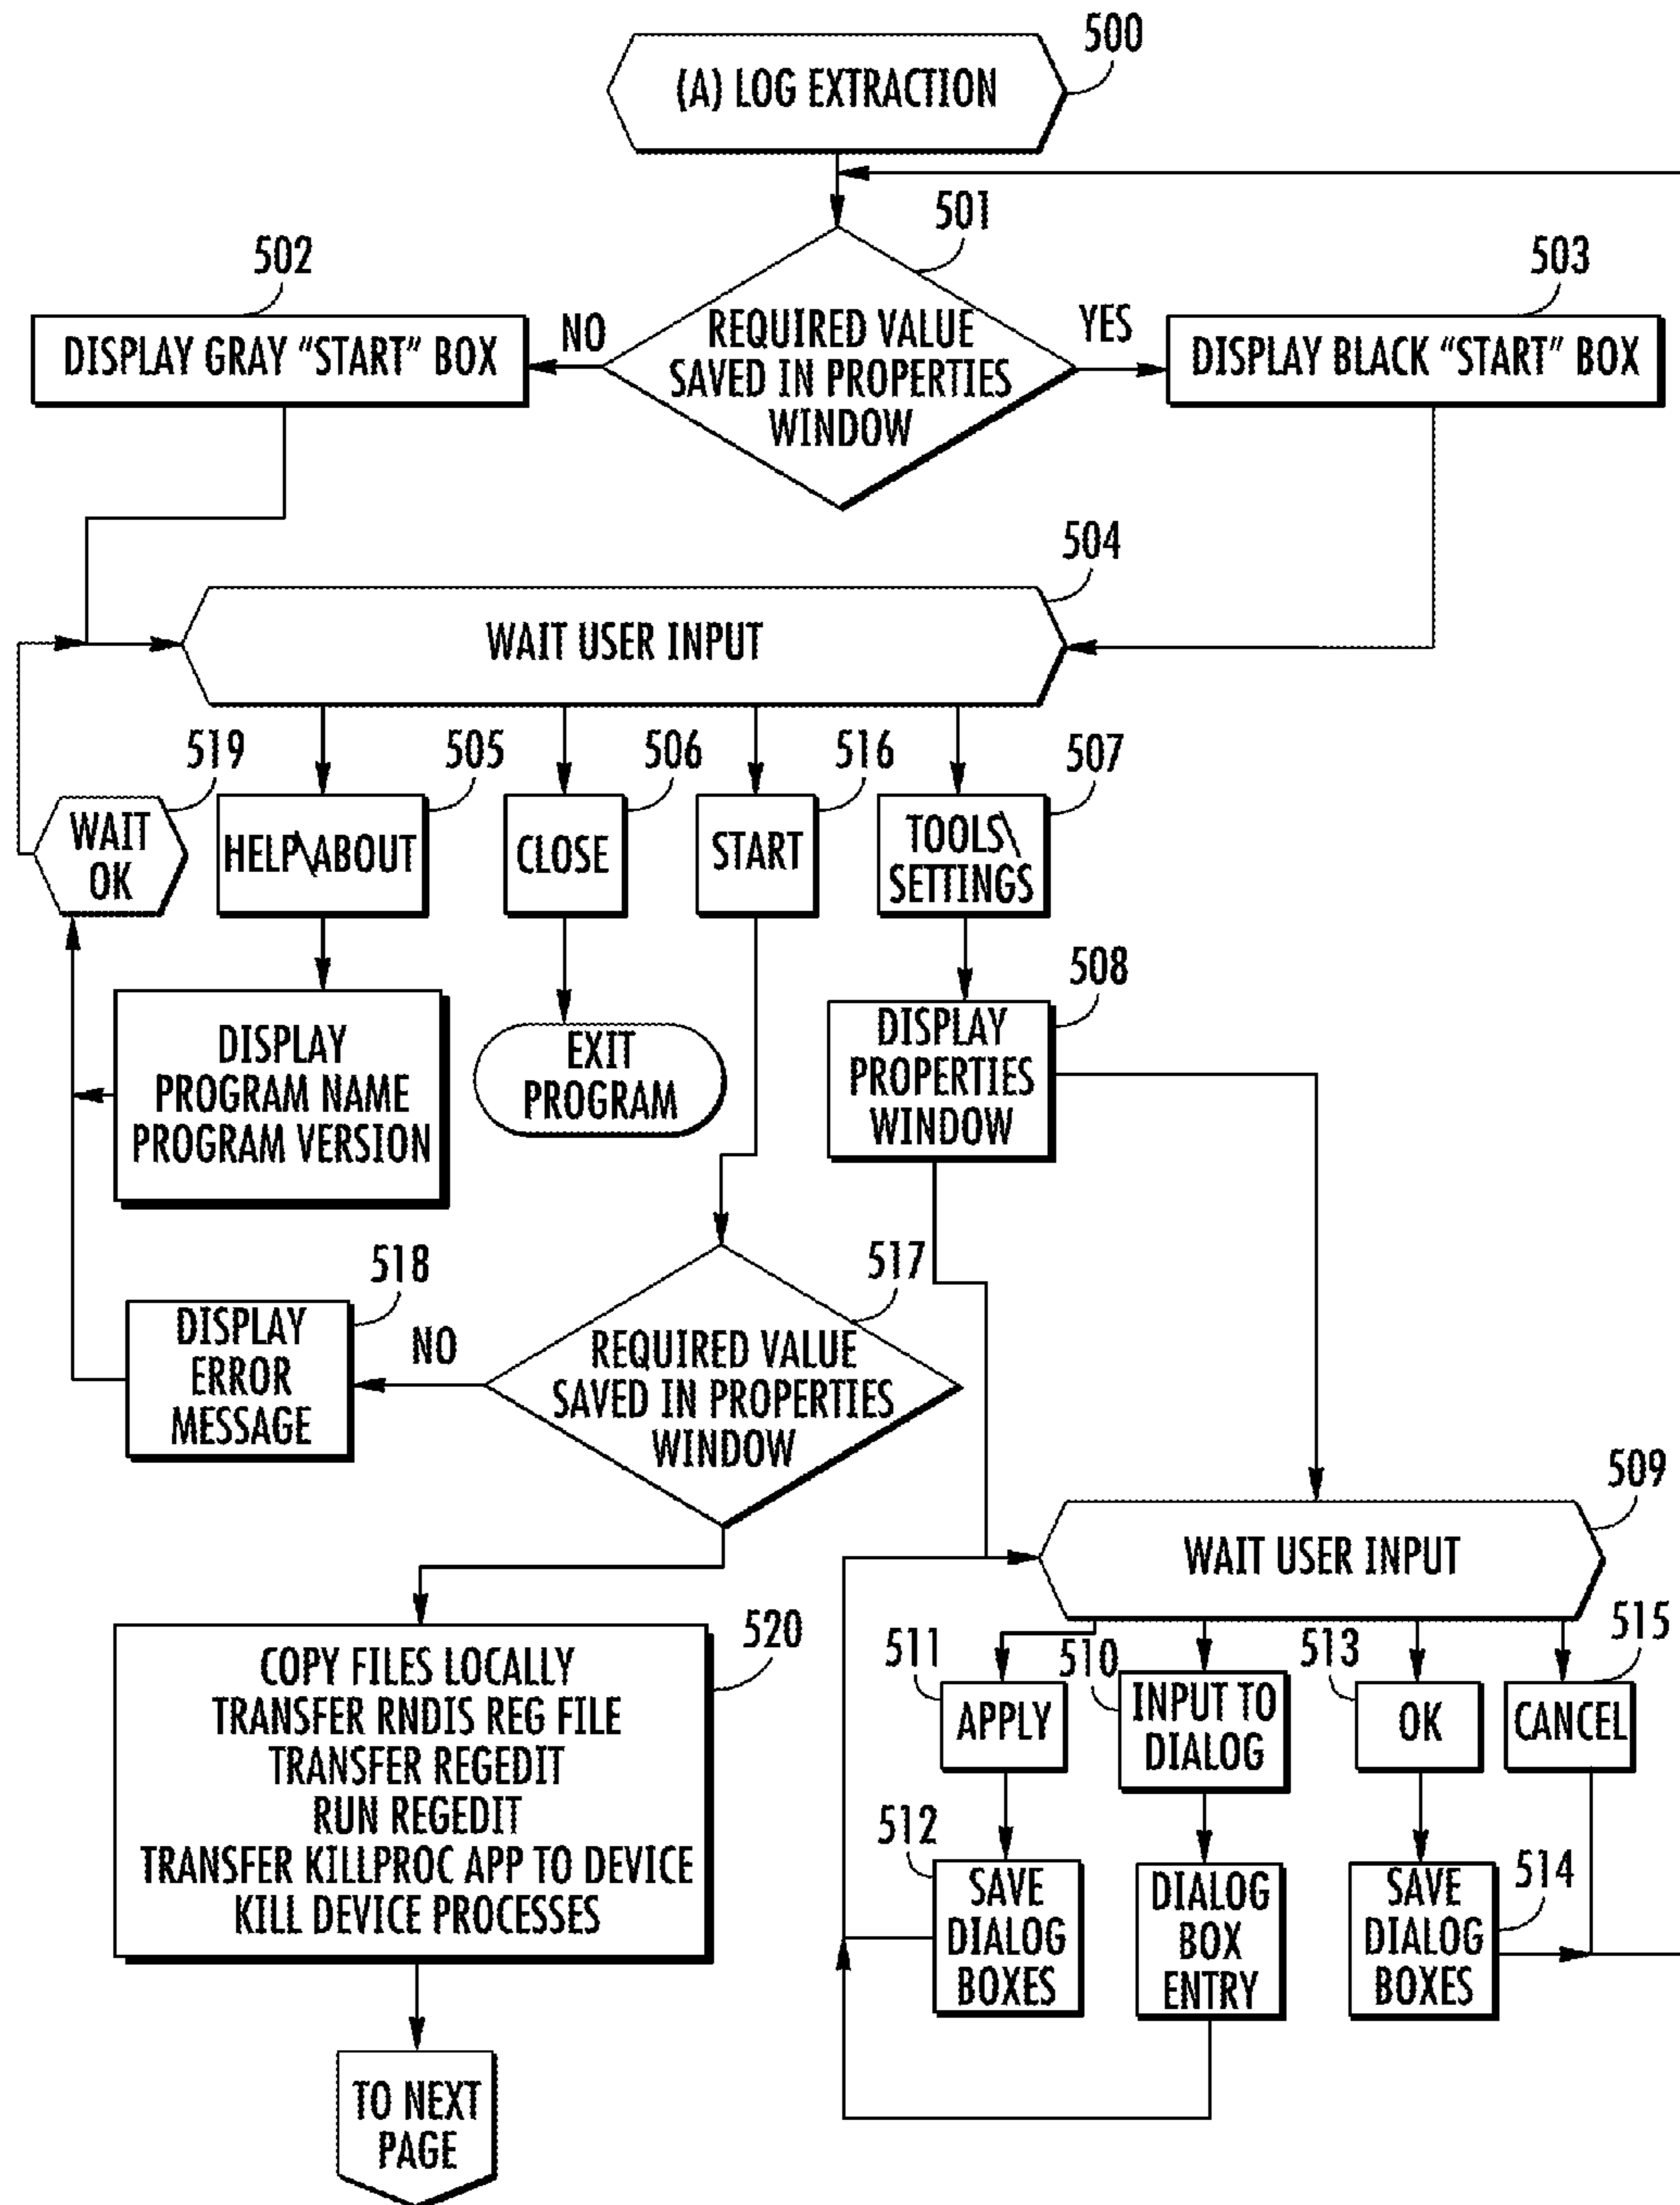 500
(A) LOG EXTRACTION
501
502
503
REQUIRED VALUE
SAVED IN PROPERTIES
WINDOW
NO
YES
DISPLAY GRAY “START” BOX
DISPLAY BLACK “START” BOX
504
WAIT USER INPUT
519
505
506
516
507
WAIT
OK
HELP\ABOUT
CLOSE
START
TOOLS\
SETTINGS
508
DISPLAY
PROGRAM NAME
PROGRAM VERSION
EXIT
PROGRAM
DISPLAY
PROPERTIES
WINDOW
518
517
DISPLAY
ERROR
MESSAGE
NO
REQUIRED VALUE
SAVED IN PROPERTIES
WINDOW
509
WAIT USER INPUT
520
COPY FILES LOCALLY
TRANSFER RNDIS REG FILE
TRANSFER REGEDIT
RUN REGEDIT
TRANSFER KILLPROC APP TO DEVICE
KILL DEVICE PROCESSES
511
510
513
515
APPLY
INPUT TO
DIALOG
OK
CANCEL
512
514
SAVE
DIALOG
BOXES
DIALOG
BOX
ENTRY
SAVE
DIALOG
BOXES
TO NEXT
PAGE